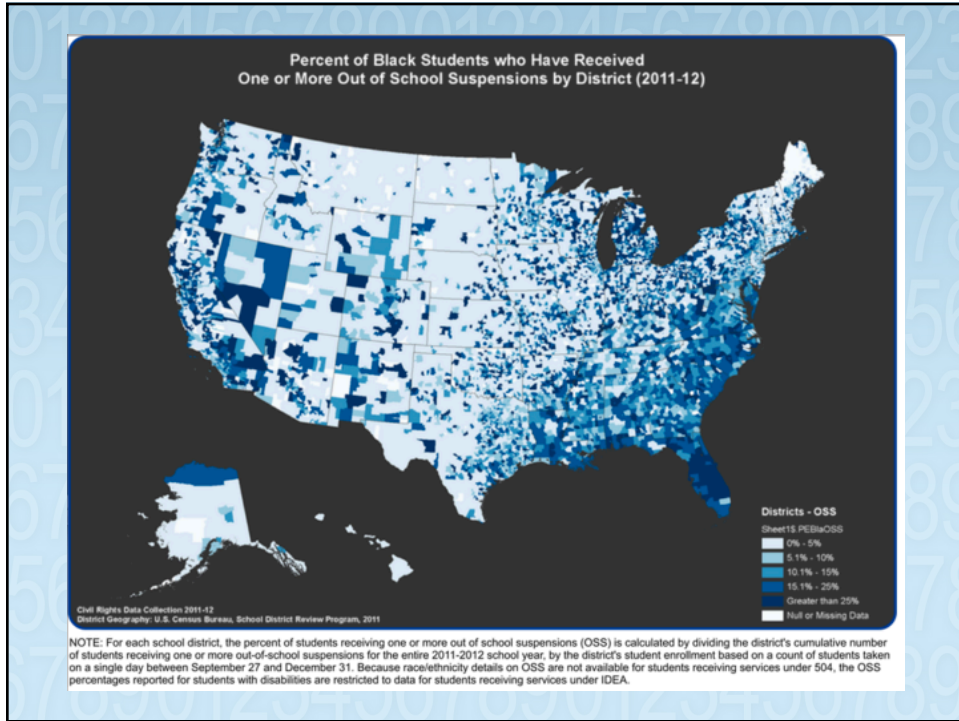 Percent of Black Students who Have Received
One or More Out of School Suspensions by District (2011-12)
Districts - OSS
Sheet1$.PEBlaOSS
0% - 5%
5.1% - 10%
10.1% - 15%
15.1% - 25%
Greater than 25%
Null or Missing Data
Civil Rights Data Collection 2011-12
District Geography: U.S. Census Bureau, School District Review Program, 2011
NOTE: For each school district, the percent of students receiving one or more out of school suspensions (OSS) is calculated by dividing the district's cumulative number
of students receiving one or more out-of-school suspensions for the entire 2011-2012 school year, by the district's student enrollment based on a count of students taken
on a single day between September 27 and December 31. Because race/ethnicity details on OSS are not available for students receiving services under 504, the OSS
percentages reported for students with disabilities are restricted to data for students receiving services under IDEA.